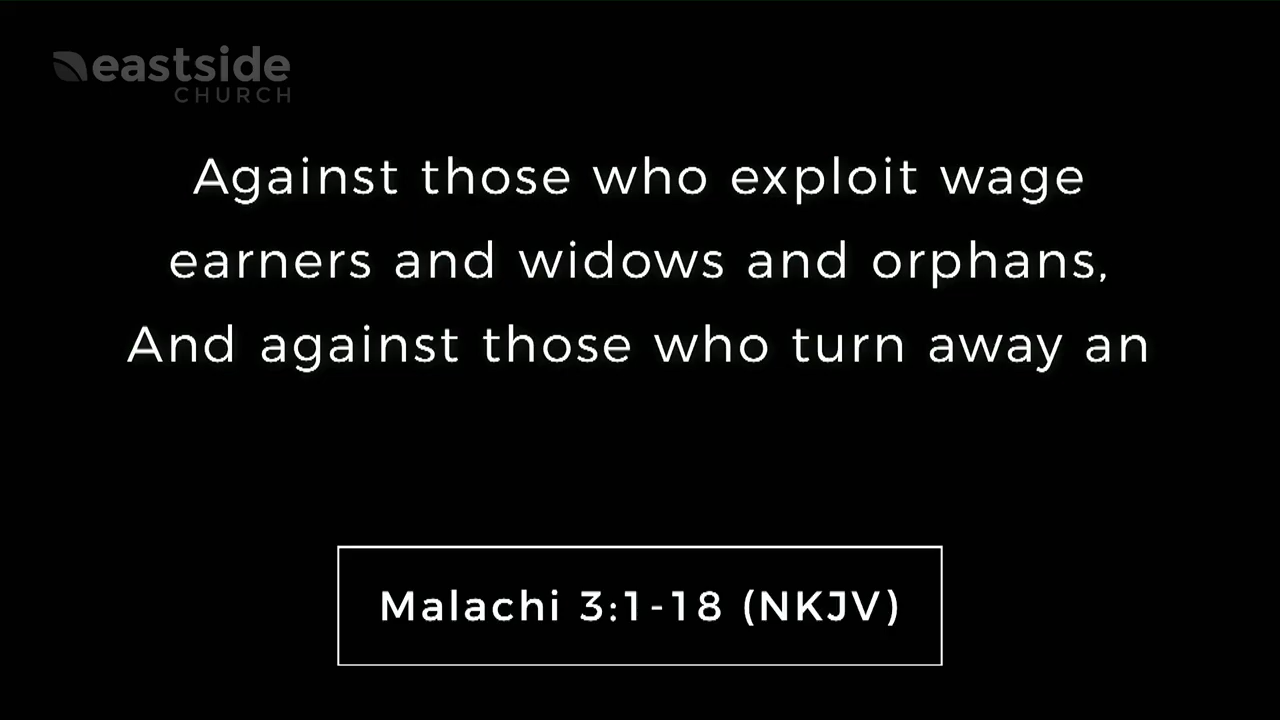 eastside
CHURCH
Against those who exploit wage
earners and widows and orphans,
And against those who turn away an
Malachi 3:1-18 (NKJV)